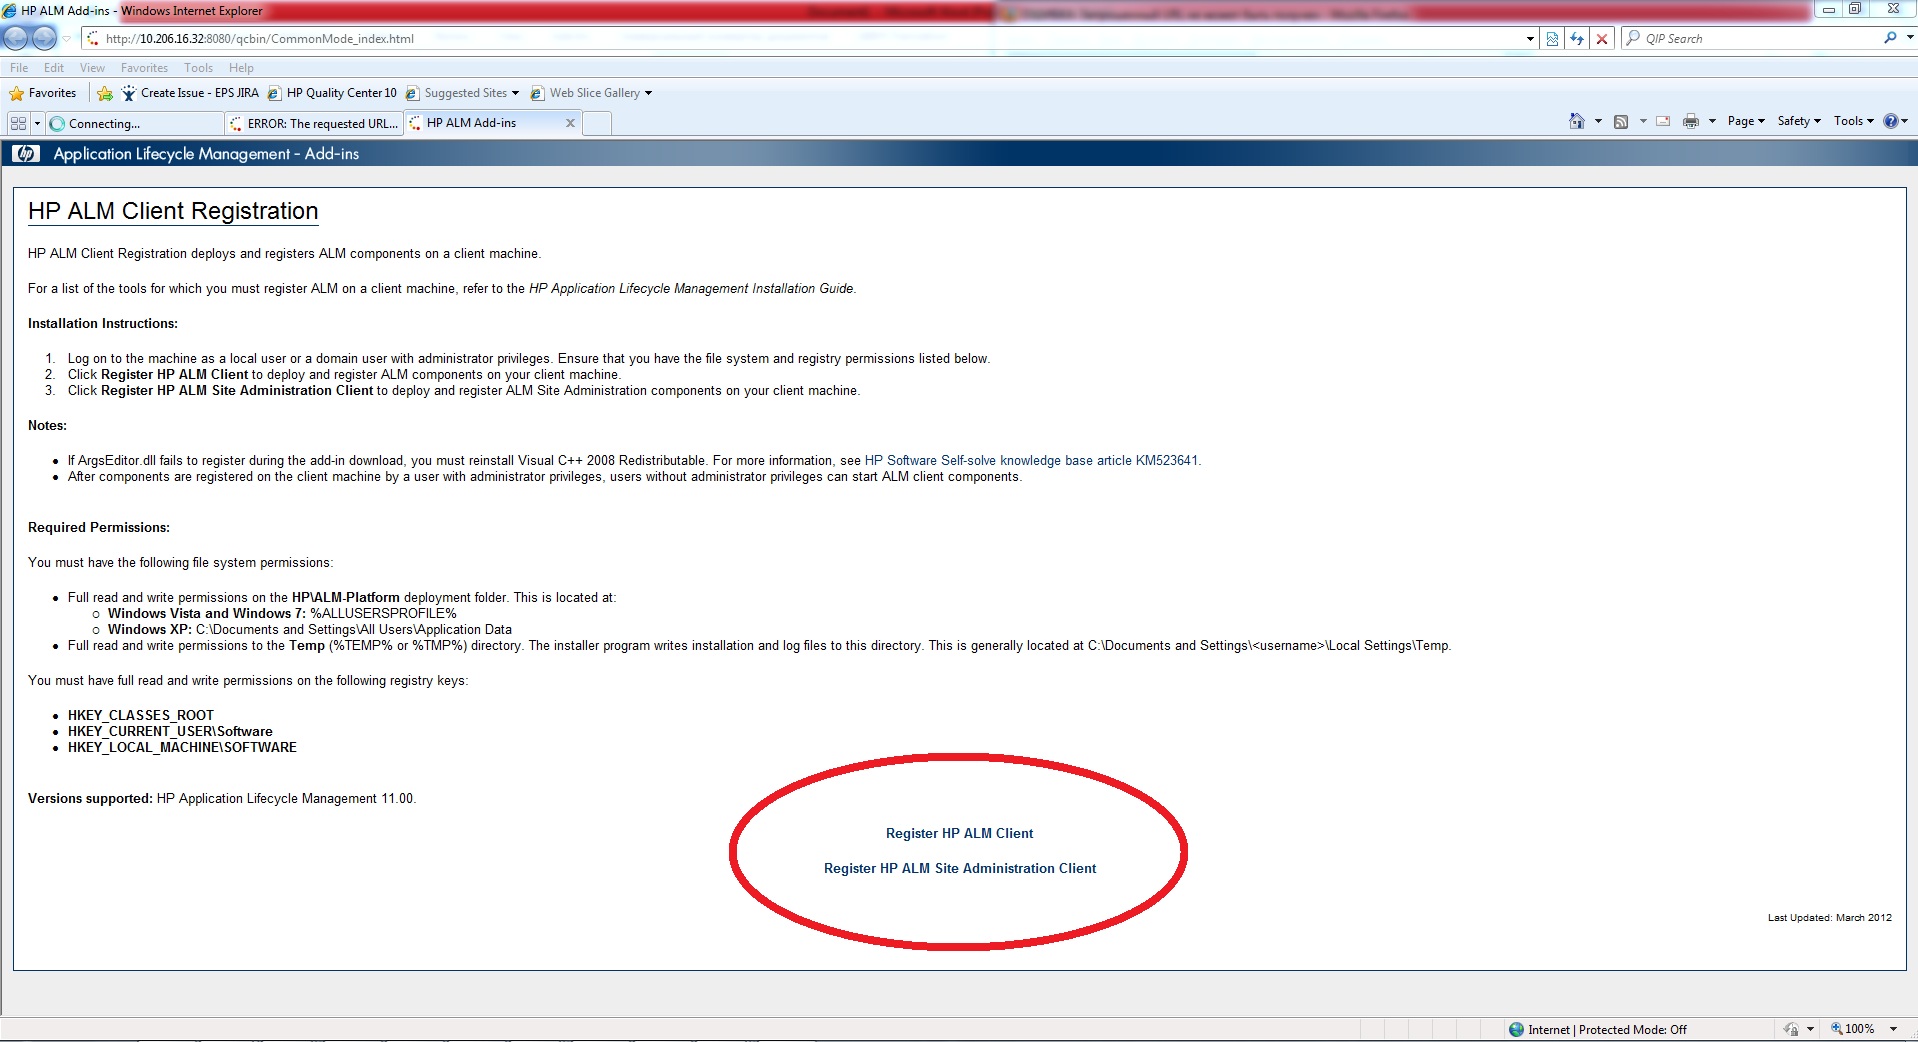 HP ALM Add-ins - Windows Internet Explorer
http://10.206.16.32:8080/qcbin/CommonMode_index.html
QIP Search
File Edit View Favorites Tools Help
Favorites Create Issue - EPS JIRA HP Quality Center 10 Suggested Sites Web Slice Gallery
Connecting... ERROR: The requested URL... HP ALM Add-ins Page Safety Tools
hp Application Lifecycle Management - Add-ins
HP ALM Client Registration
HP ALM Client Registration deploys and registers ALM components on a client machine.
For a list of the tools for which you must register ALM on a client machine, refer to the HP Application Lifecycle Management Installation Guide.
Installation Instructions:
1. Log on to the machine as a local user or a domain user with administrator privileges. Ensure that you have the file system and registry permissions listed below.
2. Click Register HP ALM Client to deploy and register ALM components on your client machine.
3. Click Register HP ALM Site Administration Client to deploy and register ALM Site Administration components on your client machine.
Notes:
• If ArgsEditor.dll fails to register during the add-in download, you must reinstall Visual C++ 2008 Redistributable. For more information, see HP Software Self-solve knowledge base article KM523641.
• After components are registered on the client machine by a user with administrator privileges, users without administrator privileges can start ALM client components.
Required Permissions:
You must have the following file system permissions:
• Full read and write permissions on the HP\ALM-Platform deployment folder. This is located at:
○ Windows Vista and Windows 7: %ALLUSERSPROFILE%
○ Windows XP: C:\Documents and Settings\All Users\Application Data
• Full read and write permissions to the Temp (%TEMP% or %TMP%) directory. The installer program writes installation and log files to this directory. This is generally located at C:\Documents and Settings\<username>\Local Settings\Temp.
You must have full read and write permissions on the following registry keys:
• HKEY_CLASSES_ROOT
• HKEY_CURRENT_USER\Software
• HKEY_LOCAL_MACHINE\SOFTWARE
Versions supported: HP Application Lifecycle Management 11.00.
Register HP ALM Client
Register HP ALM Site Administration Client
Last Updated: March 2012
Internet | Protected Mode: Off
100%